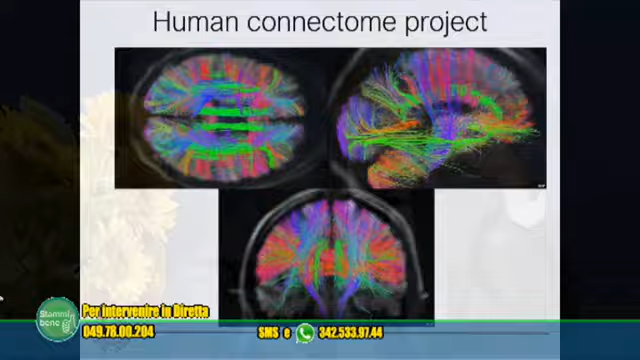 Human connectome project
Stammi
bene
Per Intervenire in Diretta
049.78.00.204
SMS e 342.533.97.44